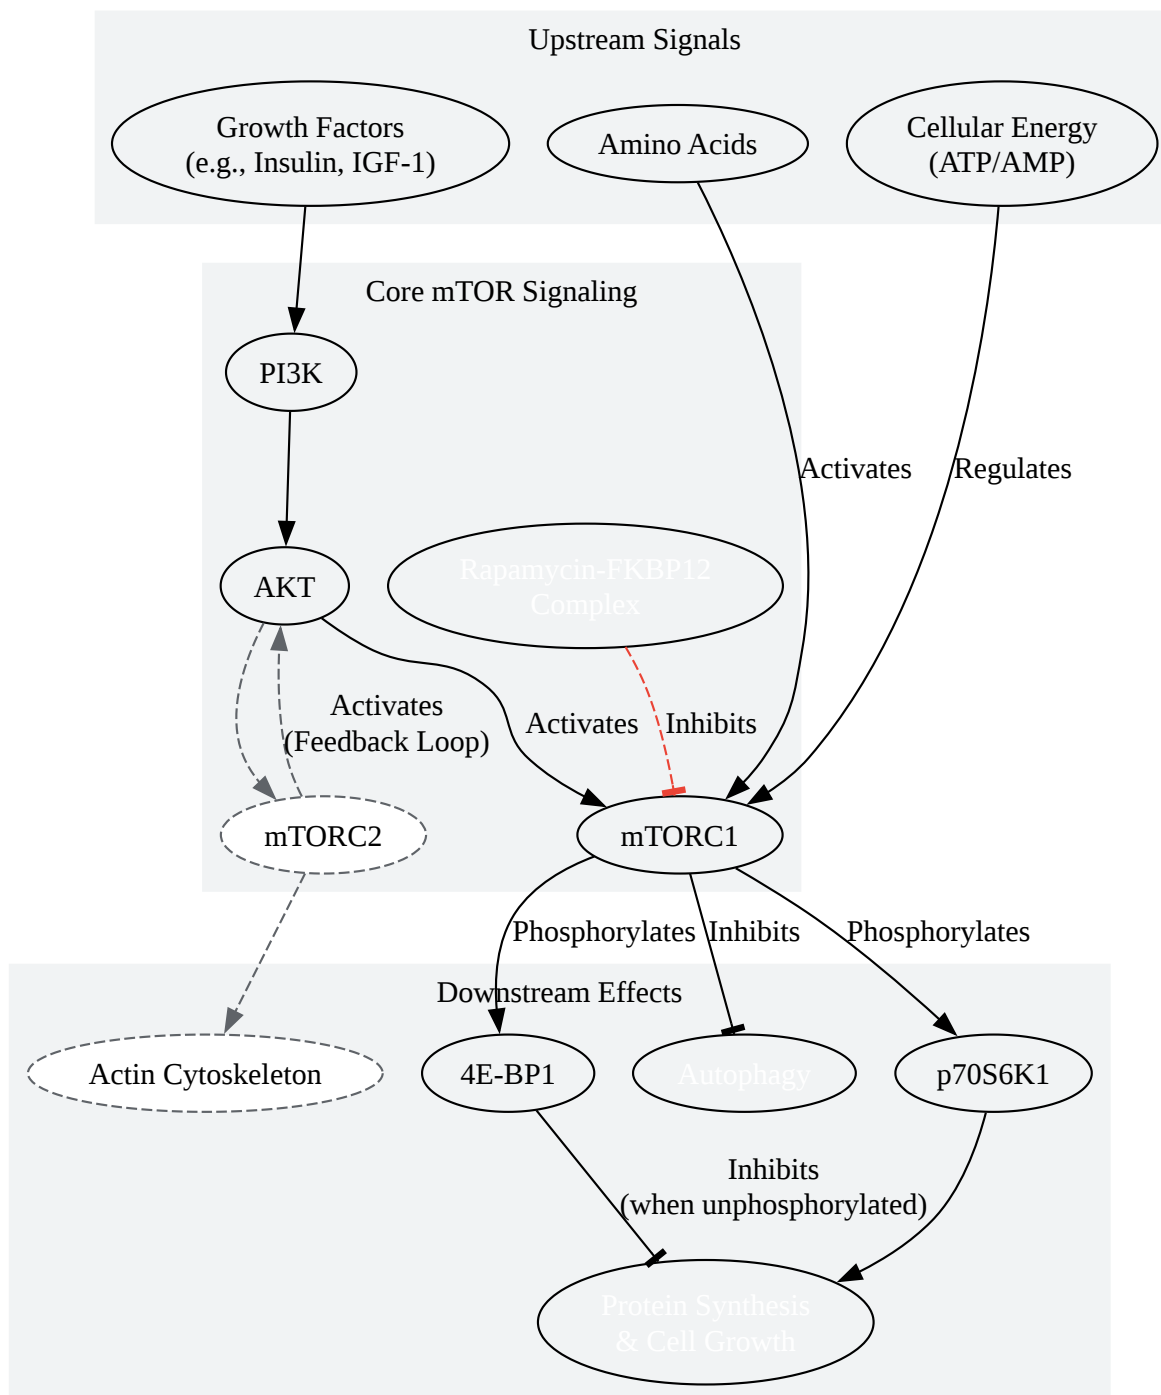 Upstream Signals
Growth Factors
(e.g., Insulin, IGF-1)
Amino Acids
Cellular Energy
(ATP/AMP)
Core mTOR Signaling
PI3K
Activates
Regulates
AKT
Rapamycin-FKBP12
Complex
Activates
(Feedback Loop)
Activates
Inhibits
mTORC2
mTORC1
Phosphorylates
Inhibits
Phosphorylates
Downstream Effects
Actin Cytoskeleton
4E-BP1
Autophagy
p70S6K1
Inhibits
(when unphosphorylated)
Protein Synthesis
& Cell Growth